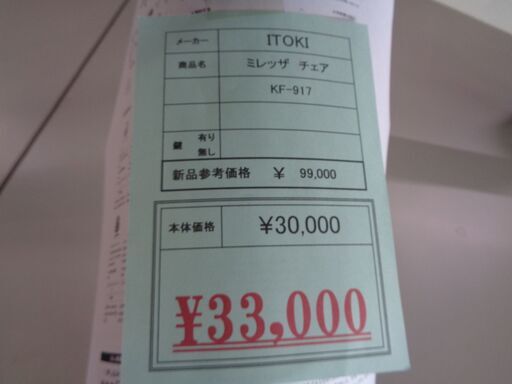 メーカー ITOKI
商品名 ミレッザ チェア
KF-917
鍵 有り
無し
新品参考価格 ¥ 99,000
本体価格 ¥30,000
¥33,000